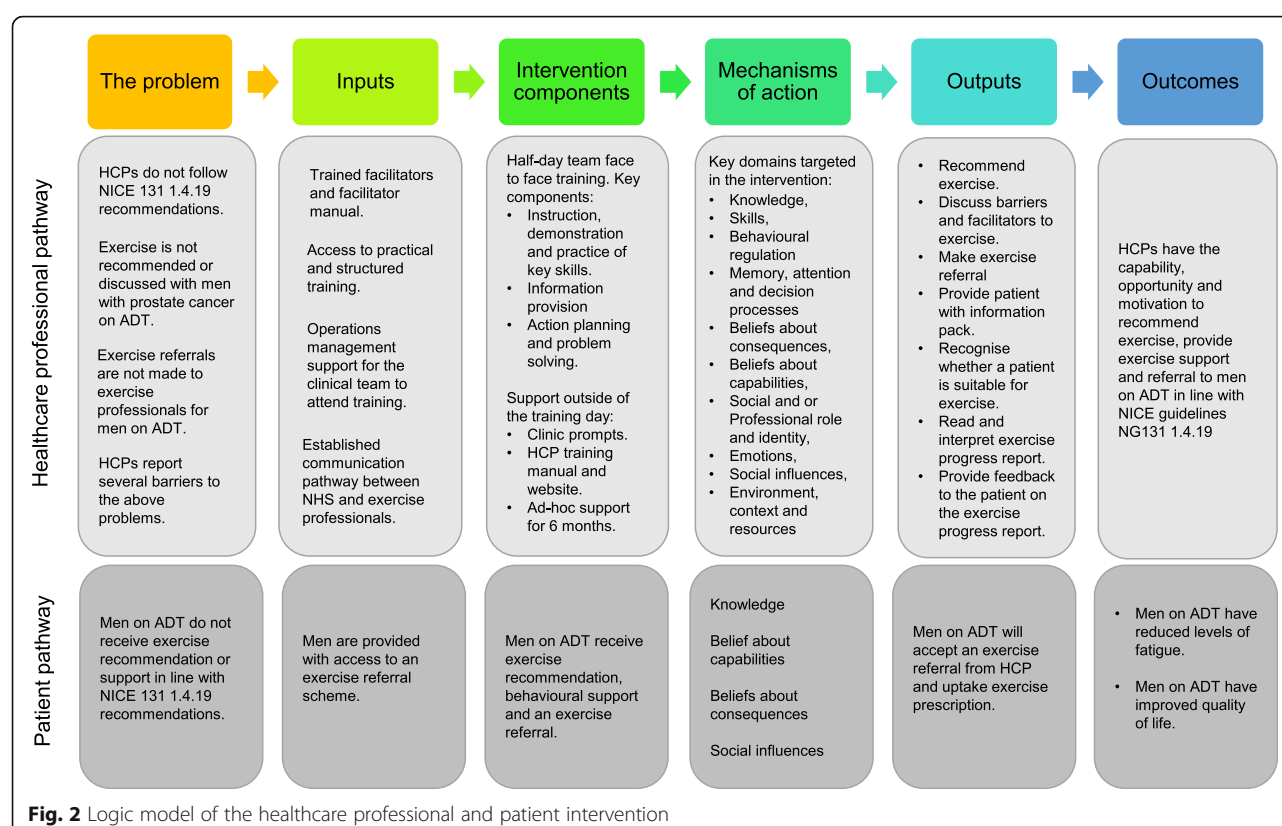 The problem
Inputs
Intervention
components
Mechanisms
of action
Outputs
Outcomes
Healthcare professional pathway
HCPs do not follow
NICE 131 1.4.19
recommendations.
Exercise is not
recommended or
discussed with men
with prostate cancer
on ADT.
Exercise referrals
are not made to
exercise
professionals for
men on ADT.
HCPs report
several barriers to
the above
problems.
Trained facilitators
and facilitator
manual.
Access to practical
and structured
training.
Operations
management
support for the
clinical team to
attend training.
Established
communication
pathway between
NHS and exercise
professionals.
Half-day team face
to face training. Key
components:
• Instruction,
demonstration
and practice of
key skills.
• Information
provision
• Action planning
and problem
solving.
Support outside of
the training day:
• Clinic prompts.
• HCP training
manual and
website.
• Ad-hoc support
for 6 months.
Key domains targeted
in the intervention:
• Knowledge,
• Skills,
• Behavioural
regulation
• Memory, attention
and decision
processes
• Beliefs about
consequences,
• Beliefs about
capabilities,
• Social and or
Professional role
and identity,
• Emotions,
• Social influences,
• Environment,
context and
resources
• Recommend
exercise.
• Discuss barriers
and facilitators to
exercise.
• Make exercise
referral
• Provide patient
with information
pack.
• Recognise
whether a patient
is suitable for
exercise.
• Read and
interpret exercise
progress report.
• Provide feedback
to the patient on
the exercise
progress report.
HCPs have the
capability,
opportunity and
motivation to
recommend
exercise, provide
exercise support
and referral to men
on ADT in line with
NICE guidelines
NG131 1.4.19
Patient pathway
Men on ADT do not
receive exercise
recommendation or
support in line with
NICE 131 1.4.19
recommendations.
Men are provided
with access to an
exercise referral
scheme.
Men on ADT receive
exercise
recommendation,
behavioural support
and an exercise
referral.
Knowledge
Belief about
capabilities
Beliefs about
consequences
Social influences
Men on ADT will
accept an exercise
referral from HCP
and uptake exercise
prescription.
• Men on ADT have
reduced levels of
fatigue.
• Men on ADT have
improved quality
of life.
Fig. 2 Logic model of the healthcare professional and patient intervention